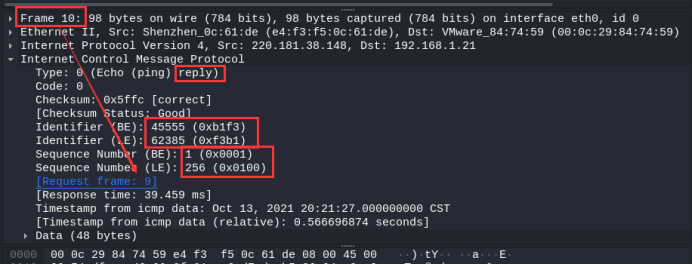 Frame 10: 98 bytes on wire (784 bits), 98 bytes captured (784 bits) on interface eth0, id 0
Ethernet II, Src: Shenzhen_0c:61:de (e4:f3:f5:0c:61:de), Dst: VMware_84:74:59 (00:0c:29:84:74:59)
Internet Protocol Version 4, Src: 220.181.38.148, Dst: 192.168.1.21
Internet Control Message Protocol
Type: 0 (Echo (ping) reply)
Code: 0
Checksum: 0x5ffc [correct]
[Checksum Status: Good]
Identifier (BE): 45555 (0xb1f3)
Identifier (LE): 62385 (0xf3b1)
Sequence Number (BE): 1 (0x0001)
Sequence Number (LE): 256 (0x0100)
[Request frame: 9]
[Response time: 39.459 ms]
Timestamp from icmp data: Oct 13, 2021 20:21:27.000000000 CST
[Timestamp from icmp data (relative): 0.566696874 seconds]
Data (48 bytes)
0000 00 0c 29 84 74 59 e4 f3 f5 0c 61 de 08 00 45 00 ··)·tY·· ··a···E·